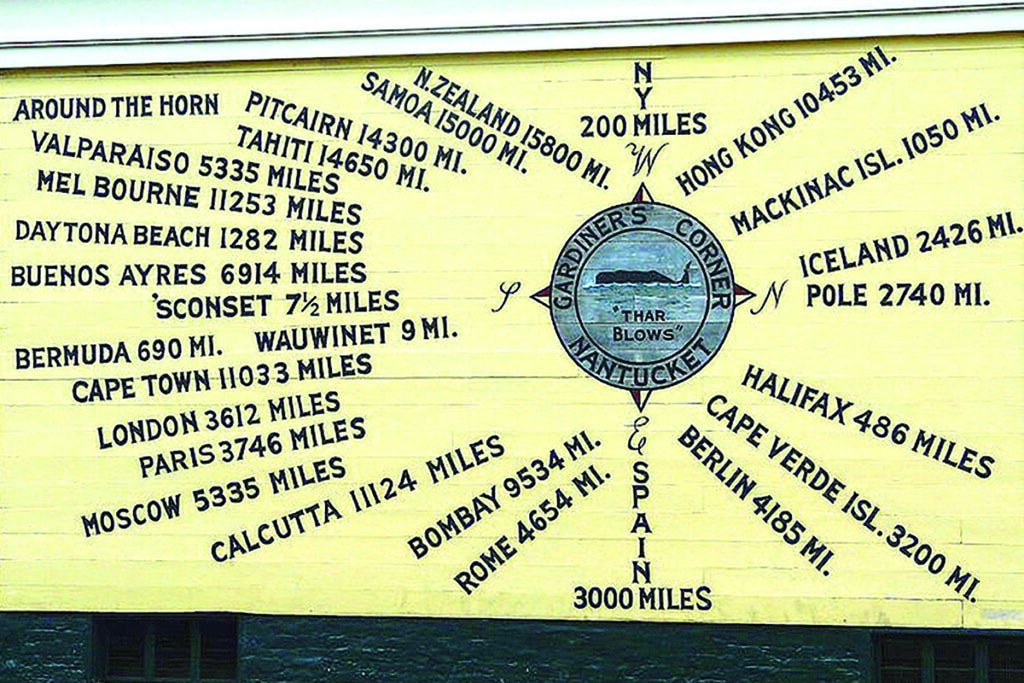 AROUND THE HORN
PITCAIRN 14300 MI.
TAHITI 14650 MI.
SAMOA 15000 MI.
N.ZEALAND 15800 MI.
VALPARAISO 5335 MILES
MEL BOURNE 11253 MILES
DAYTONA BEACH 1282 MILES
BUENOS AYRES 6914 MILES
'SCONSET 7½ MILES
BERMUDA 690 MI.
WAUWINET 9 MI.
CAPE TOWN 11033 MILES
LONDON 3612 MILES
PARIS 3746 MILES
MOSCOW 5335 MILES
CALCUTTA 11124 MILES
BOMBAY 9534 MI.
ROME 4654 MI.
NY
200 MILES
W
S
N
E
GARDINER'S CORNER
"THAR
BLOWS"
NANTUCKET
SPAIN
3000 MILES
HONG KONG 10453 MI.
MACKINAC ISL. 1050 MI.
ICELAND 2426 MI.
POLE 2740 MI.
HALIFAX 486 MILES
CAPE VERDE ISL. 3200 MI.
BERLIN 4185 MI.